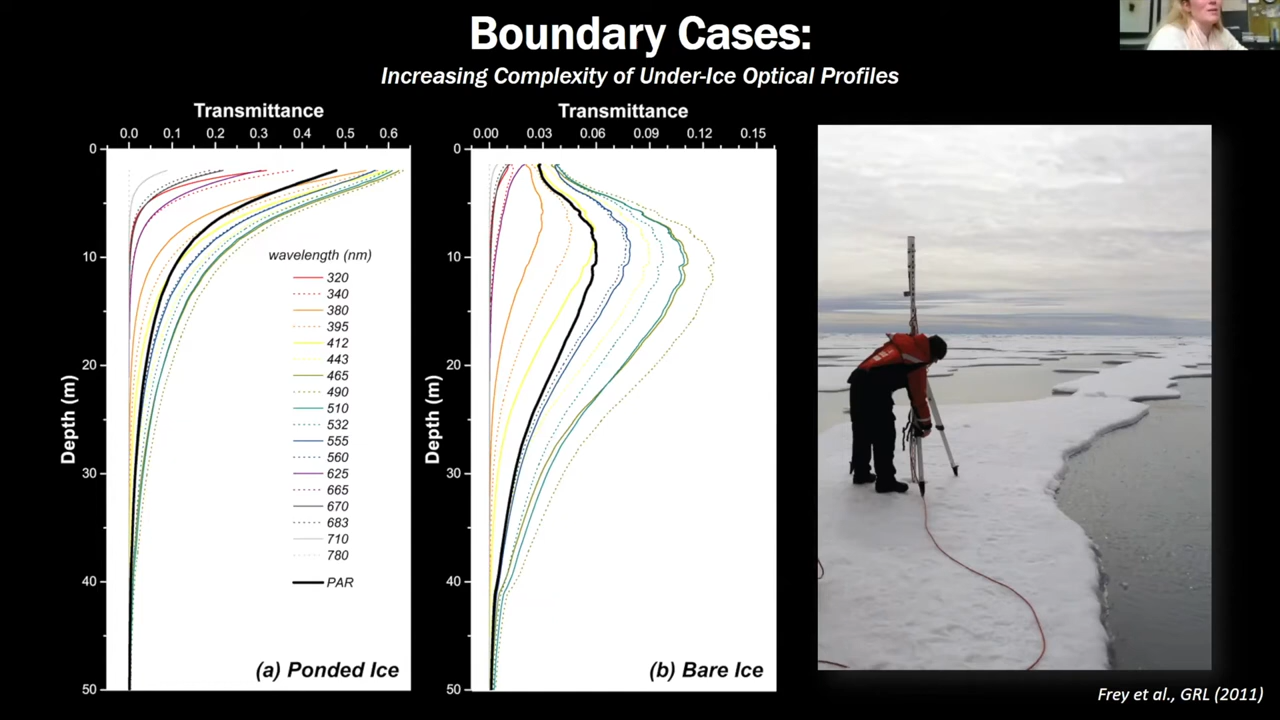 Boundary Cases:
Increasing Complexity of Under-Ice Optical Profiles
Transmittance
0.0 0.1 0.2 0.3 0.4 0.5 0.6
0
10
20
30
40
50
Depth (m)
wavelength (nm)
320
340
380
395
412
443
465
490
510
532
555
560
625
665
670
683
710
780
PAR
(a) Ponded Ice
Transmittance
0.00 0.03 0.06 0.09 0.12 0.15
0
10
20
30
40
50
Depth (m)
(b) Bare Ice
Frey et al., GRL (2011)